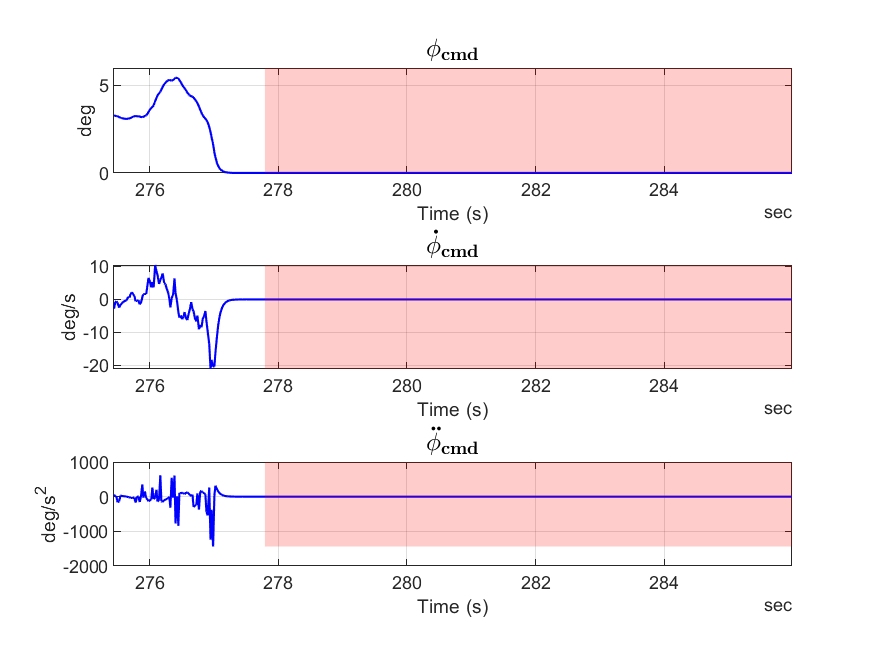 ϕcmd
5
0
deg
276 278 280 282 284
Time (s)
sec
ϕ̇cmd
10
0
-10
-20
deg/s
276 278 280 282 284
Time (s)
sec
ϕ̈cmd
1000
0
-1000
-2000
deg/s²
276 278 280 282 284
Time (s)
sec